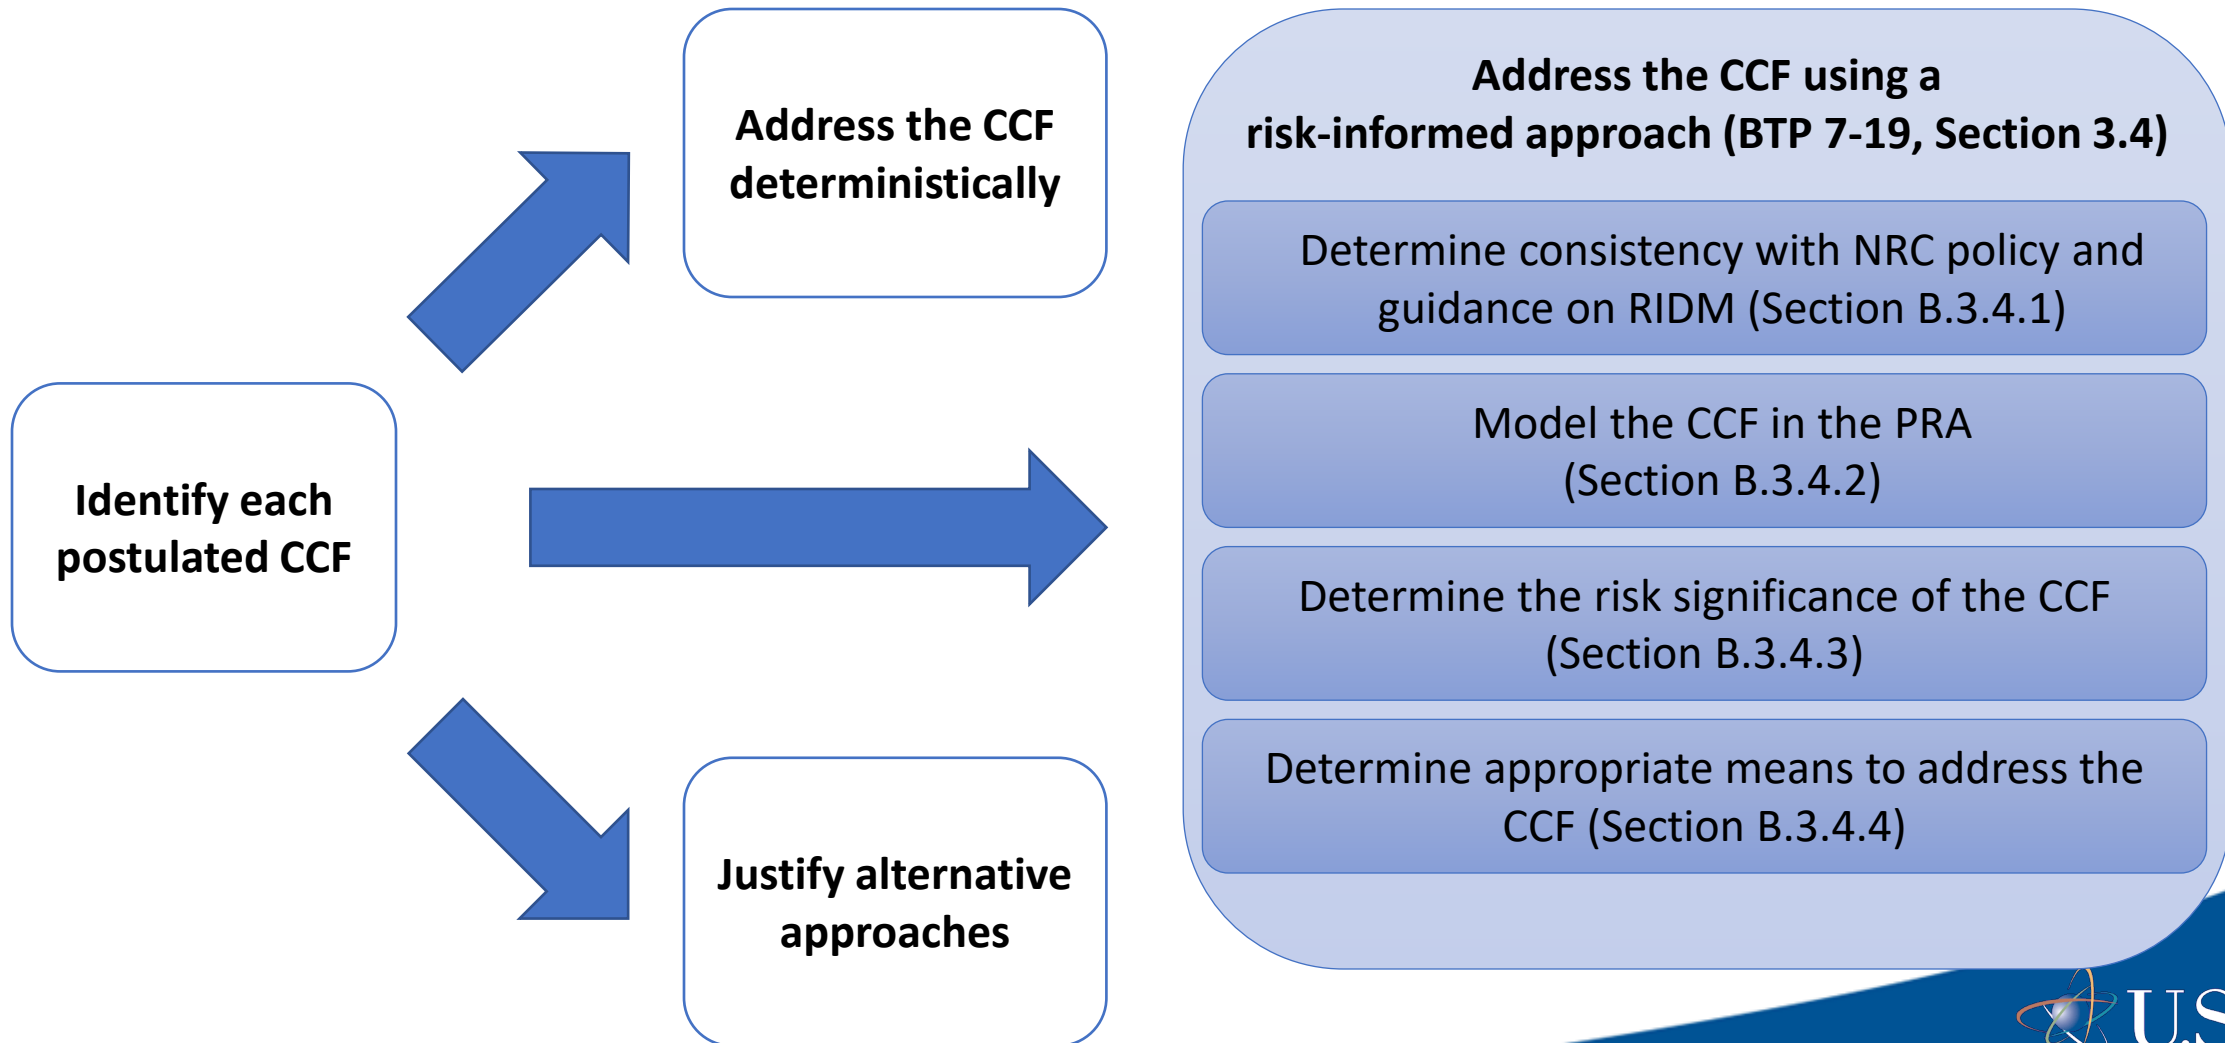 Identify each
postulated CCF
Address the CCF
deterministically
Justify alternative
approaches
Address the CCF using a
risk-informed approach (BTP 7-19, Section 3.4)
Determine consistency with NRC policy and
guidance on RIDM (Section B.3.4.1)
Model the CCF in the PRA
(Section B.3.4.2)
Determine the risk significance of the CCF
(Section B.3.4.3)
Determine appropriate means to address the
CCF (Section B.3.4.4)
U.S